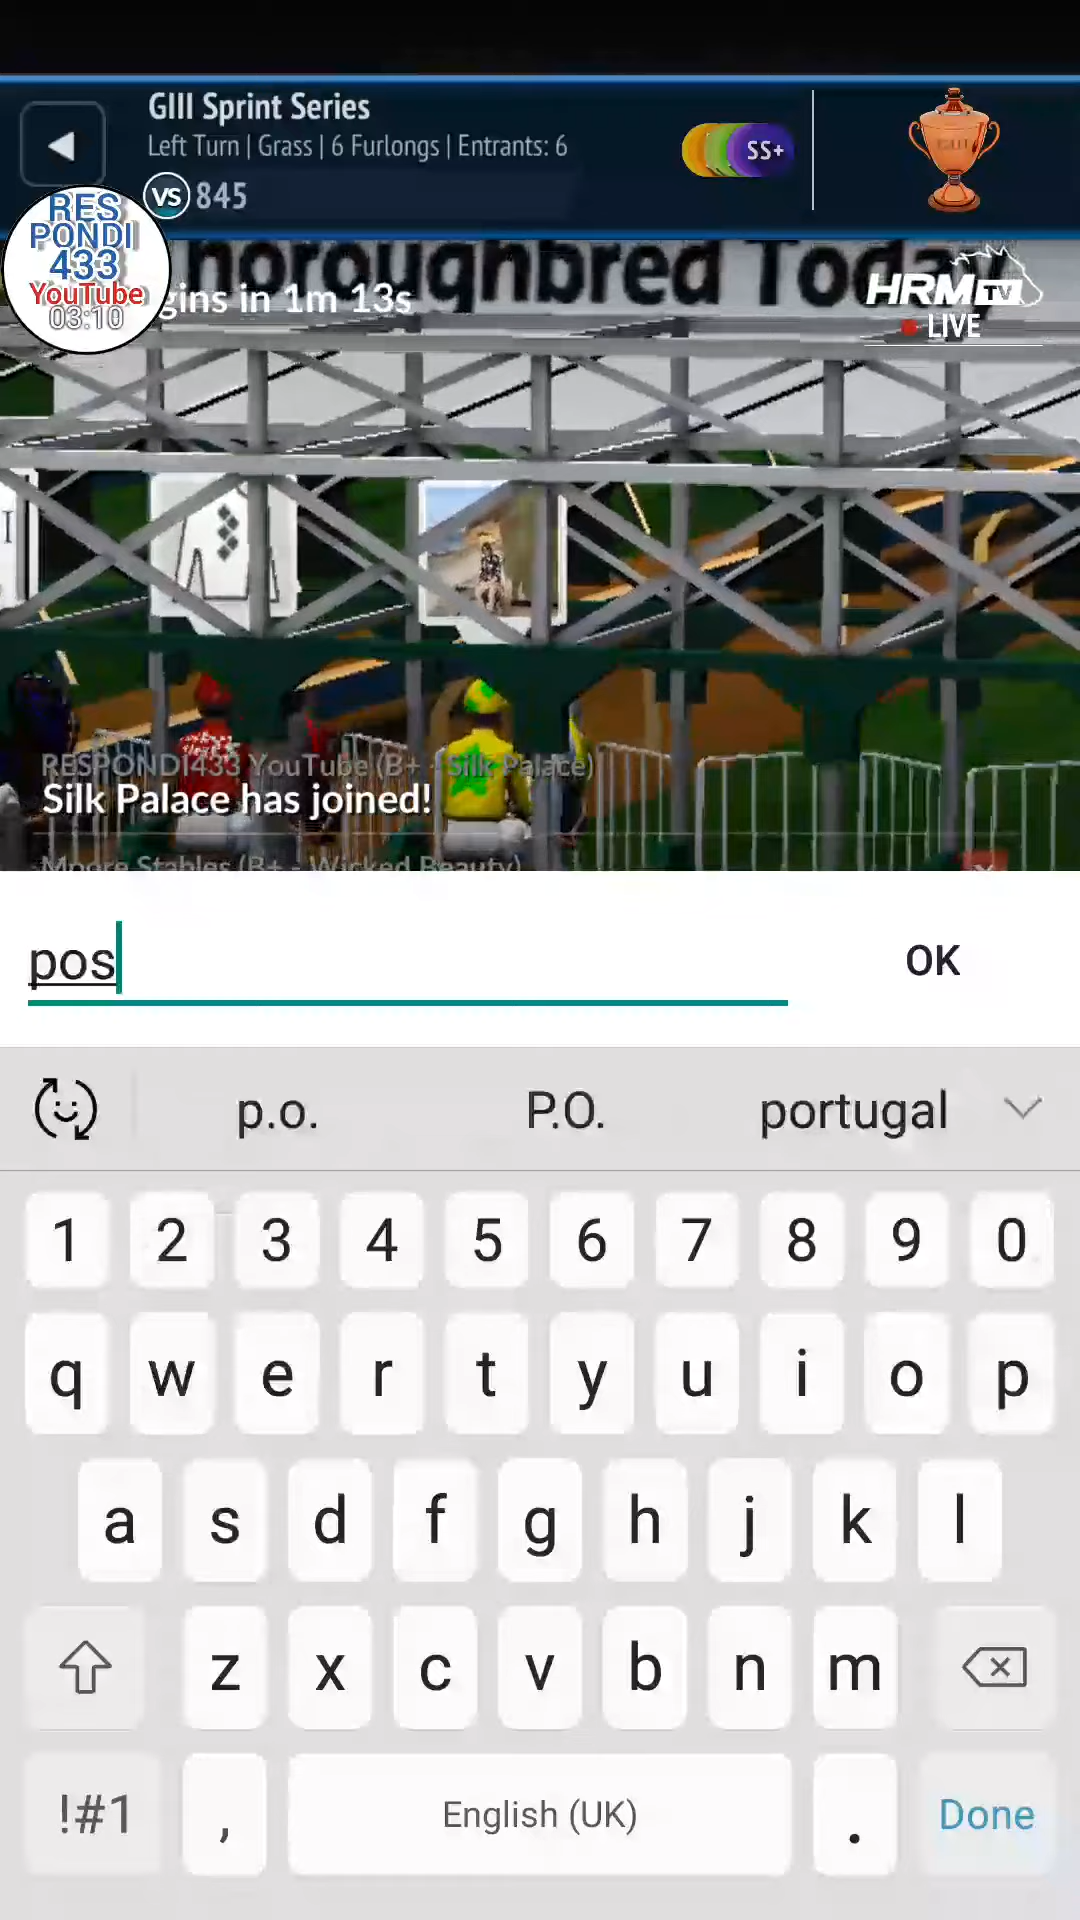 GIII Sprint Series
Left Turn | Grass | 6 Furlongs | Entrants: 6
VS 845
SS+
GIII
RES
PONDI
433
YouTube
03:10
horoughbred Today
gins in 1m 13s
HRM TV
LIVE
RESPONDI433 YouTube (B+ - Silk Palace)
Silk Palace has joined!
Moore Stables (B+ - Wicked Beauty)
pos
OK
p.o. P.O. portugal
1 2 3 4 5 6 7 8 9 0
q w e r t y u i o p
a s d f g h j k l
z x c v b n m
!#1 , English (UK) . Done